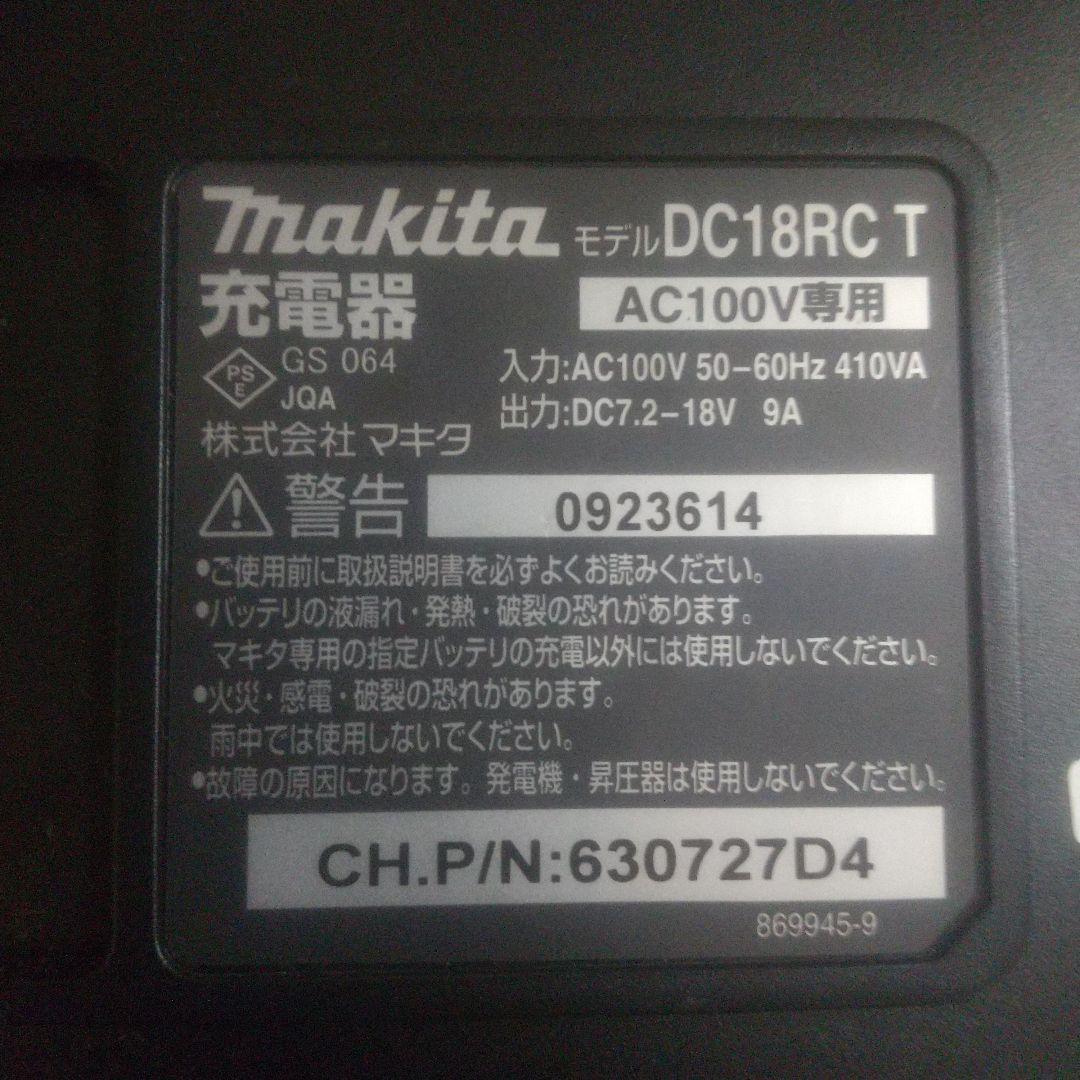 makita モデル DC18RC T
充電器 AC100V専用
PS E GS 064 入力:AC100V 50-60Hz 410VA
JQA 出力:DC7.2-18V 9A
株式会社マキタ
警告 0923614
•ご使用前に取扱説明書を必ずよくお読みください。
•バッテリの液漏れ・発熱・破裂の恐れがあります。
マキタ専用の指定バッテリの充電以外には使用しないでください。
•火災・感電・破裂の恐れがあります。
雨中では使用しないでください。
•故障の原因になります。発電機・昇圧器は使用しないでください。
CH.P/N:630727D4
869945-9